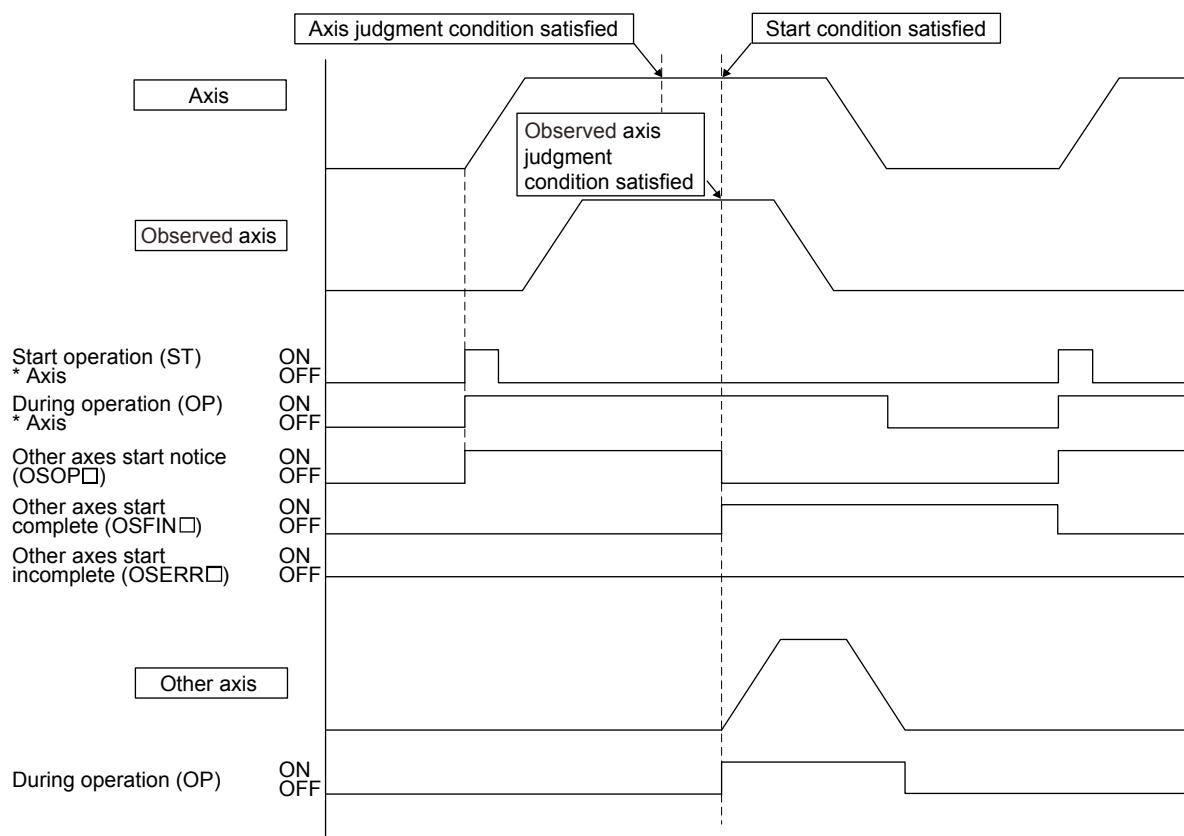 Axis judgment condition satisfied
Start condition satisfied
Axis
Observed axis
judgment
condition satisfied
Observed axis
Start operation (ST)
* Axis
ON
OFF
During operation (OP)
* Axis
ON
OFF
Other axes start notice
(OSOP□)
ON
OFF
Other axes start
complete (OSFIN□)
ON
OFF
Other axes start
incomplete (OSERR□)
ON
OFF
Other axis
During operation (OP)
ON
OFF